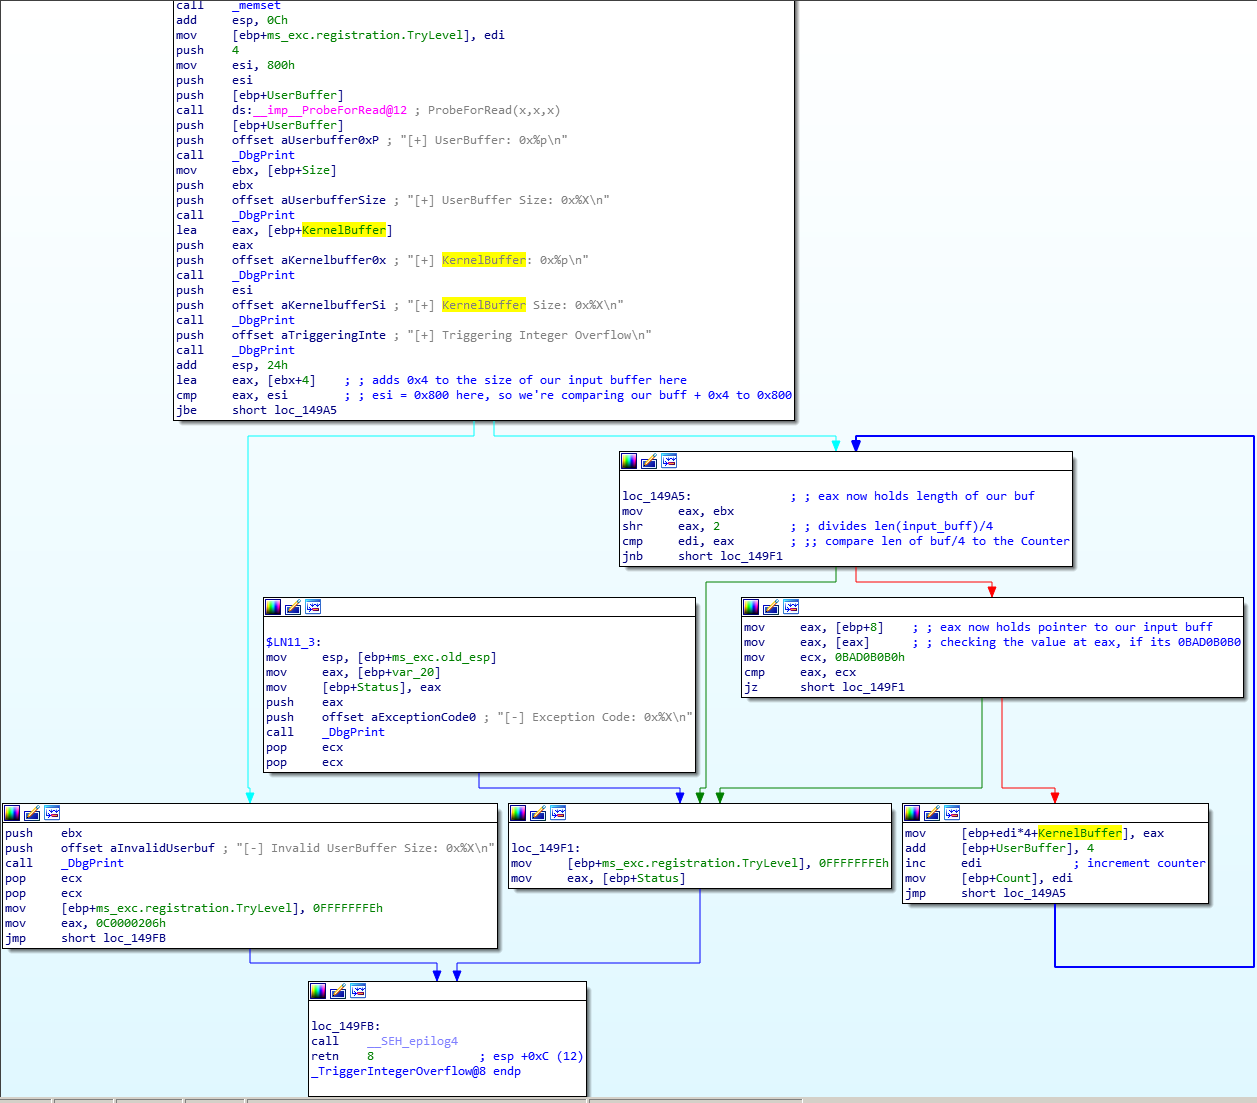 call _memset
add esp, 0Ch
mov [ebp+ms_exc.registration.TryLevel], edi
push 4
mov esi, 800h
push esi
push [ebp+UserBuffer]
call ds:__imp__ProbeForRead@12 ; ProbeForRead(x,x,x)
push [ebp+UserBuffer]
push offset aUserbuffer0xP ; "[+] UserBuffer: 0x%p\n"
call _DbgPrint
mov ebx, [ebp+Size]
push ebx
push offset aUserbufferSize ; "[+] UserBuffer Size: 0x%X\n"
call _DbgPrint
lea eax, [ebp+KernelBuffer]
push eax
push offset aKernelbuffer0x ; "[+] KernelBuffer: 0x%p\n"
call _DbgPrint
push esi
push offset aKernelbufferSi ; "[+] KernelBuffer Size: 0x%X\n"
call _DbgPrint
push offset aTriggeringInte ; "[+] Triggering Integer Overflow\n"
call _DbgPrint
add esp, 24h
lea eax, [ebx+4] ; ; adds 0x4 to the size of our input buffer here
cmp eax, esi ; ; esi = 0x800 here, so we're comparing our buff + 0x4 to 0x800
jbe short loc_149A5
loc_149A5: ; ; eax now holds length of our buf
mov eax, ebx
shr eax, 2 ; ; divides len(input_buff)/4
cmp edi, eax ; ;; compare len of buf/4 to the Counter
jnb short loc_149F1
$LN11_3:
mov esp, [ebp+ms_exc.old_esp]
mov eax, [ebp+var_20]
mov [ebp+Status], eax
push eax
push offset aExceptionCode0 ; "[-] Exception Code: 0x%X\n"
call _DbgPrint
pop ecx
pop ecx
mov eax, [ebp+8] ; ; eax now holds pointer to our input buff
mov eax, [eax] ; ; checking the value at eax, if its 0BAD0B0B0
mov ecx, 0BAD0B0B0h
cmp eax, ecx
jz short loc_149F1
push ebx
push offset aInvalidUserbuf ; "[-] Invalid UserBuffer Size: 0x%X\n"
call _DbgPrint
pop ecx
pop ecx
mov [ebp+ms_exc.registration.TryLevel], 0FFFFFFFEh
mov eax, 0C0000206h
jmp short loc_149FB
loc_149F1:
mov [ebp+ms_exc.registration.TryLevel], 0FFFFFFFEh
mov eax, [ebp+Status]
mov [ebp+edi*4+KernelBuffer], eax
add [ebp+UserBuffer], 4
inc edi ; increment counter
mov [ebp+Count], edi
jmp short loc_149A5
loc_149FB:
call __SEH_epilog4
retn 8 ; esp +0xC (12)
_TriggerIntegerOverflow@8 endp